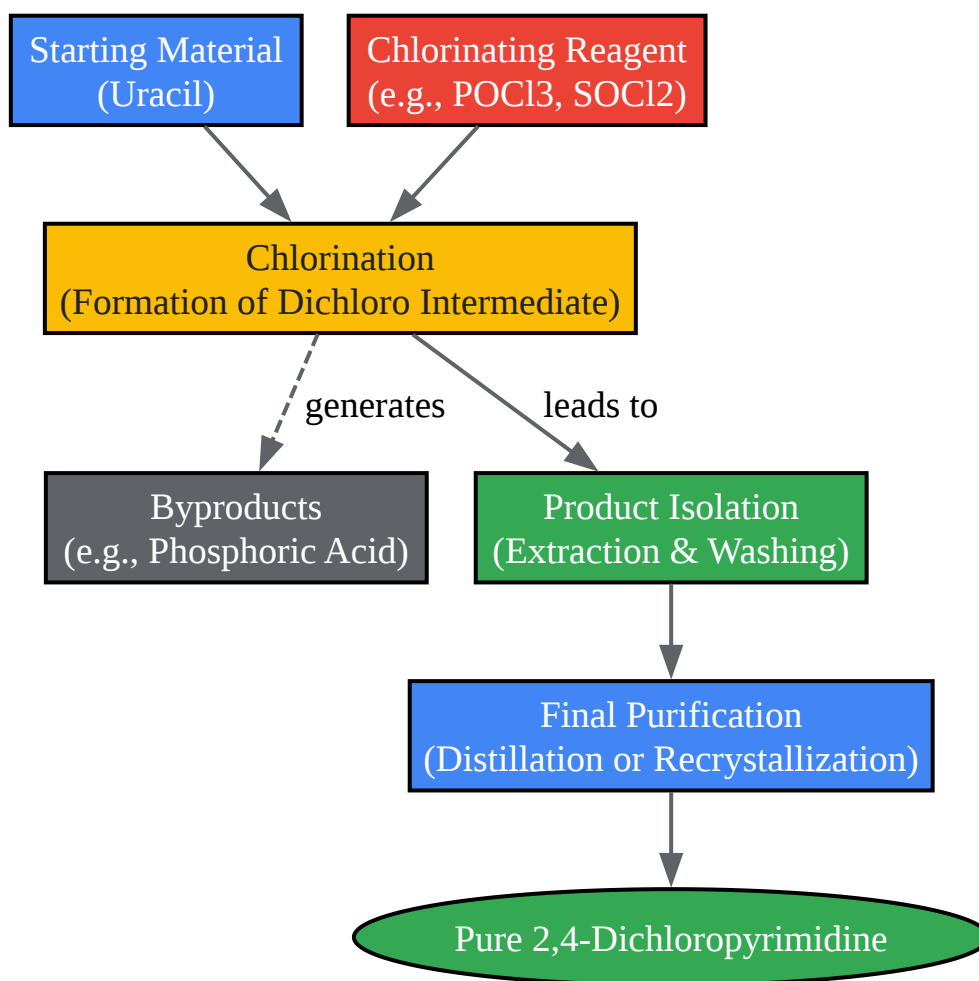 Starting Material
(Uracil)
Chlorinating Reagent
(e.g., POCl3, SOCl2)
Chlorination
(Formation of Dichloro Intermediate)
generates
leads to
Byproducts
(e.g., Phosphoric Acid)
Product Isolation
(Extraction & Washing)
Final Purification
(Distillation or Recrystallization)
Pure 2,4-Dichloropyrimidine